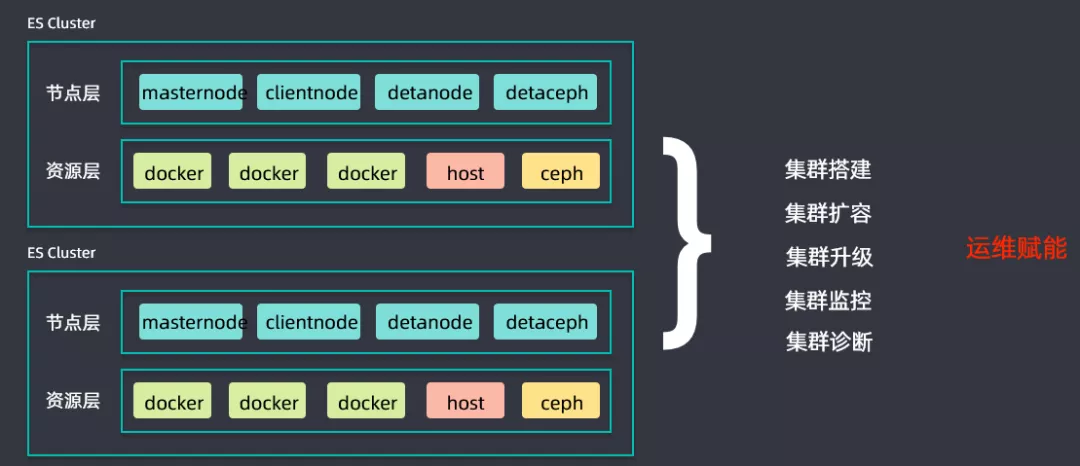 ES Cluster
节点层 masternode clientnode detanode detaceph
资源层 docker docker docker host ceph
ES Cluster
节点层 masternode clientnode detanode detaceph
资源层 docker docker docker host ceph
集群搭建
集群扩容
集群升级
集群监控
集群诊断
运维赋能